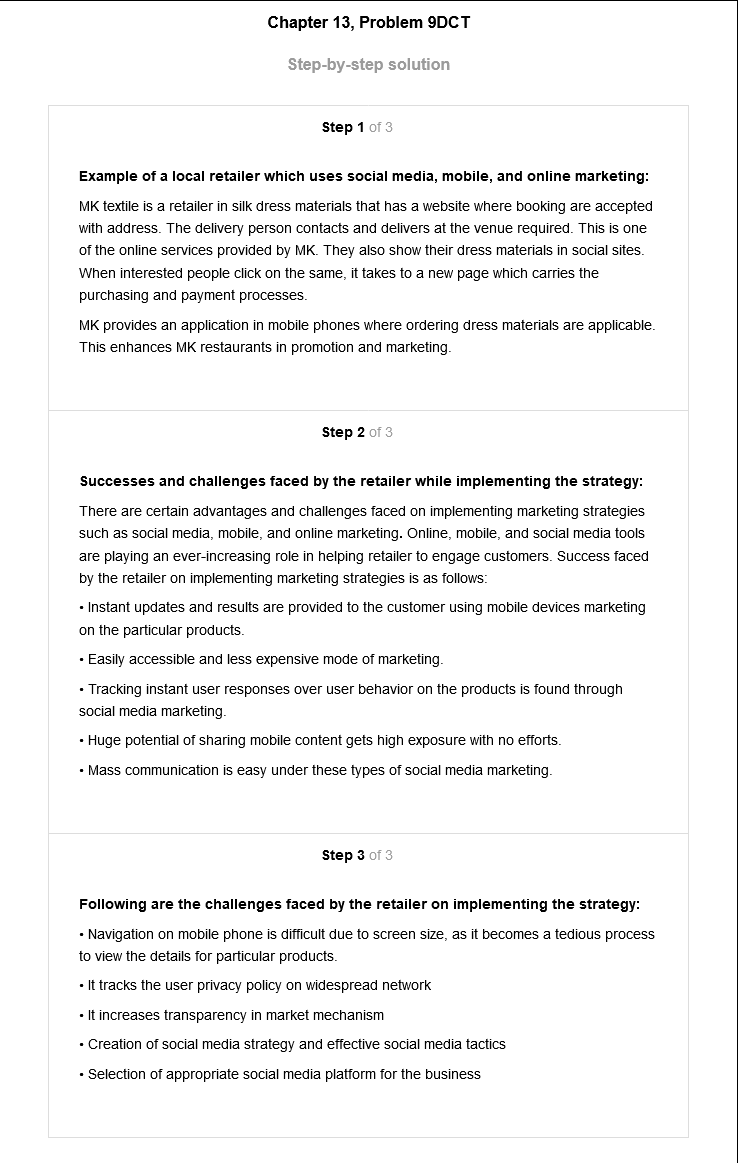 Chapter 13, Problem 9DCT
Step-by-step solution
Step 1 of 3
Example of a local retailer which uses social media, mobile, and online marketing:
MK textile is a retailer in silk dress materials that has a website where booking are accepted
with address. The delivery person contacts and delivers at the venue required. This is one
of the online services provided by MK. They also show their dress materials in social sites.
When interested people click on the same, it takes to a new page which carries the
purchasing and payment processes.
MK provides an application in mobile phones where ordering dress materials are applicable.
This enhances MK restaurants in promotion and marketing.
Step 2 of 3
Successes and challenges faced by the retailer while implementing the strategy:
There are certain advantages and challenges faced on implementing marketing strategies
such as social media, mobile, and online marketing. Online, mobile, and social media tools
are playing an ever-increasing role in helping retailer to engage customers. Success faced
by the retailer on implementing marketing strategies is as follows:
• Instant updates and results are provided to the customer using mobile devices marketing
on the particular products.
• Easily accessible and less expensive mode of marketing.
• Tracking instant user responses over user behavior on the products is found through
social media marketing.
• Huge potential of sharing mobile content gets high exposure with no efforts.
• Mass communication is easy under these types of social media marketing.
Step 3 of 3
Following are the challenges faced by the retailer on implementing the strategy:
• Navigation on mobile phone is difficult due to screen size, as it becomes a tedious process
to view the details for particular products.
• It tracks the user privacy policy on widespread network
• It increases transparency in market mechanism
• Creation of social media strategy and effective social media tactics
• Selection of appropriate social media platform for the business